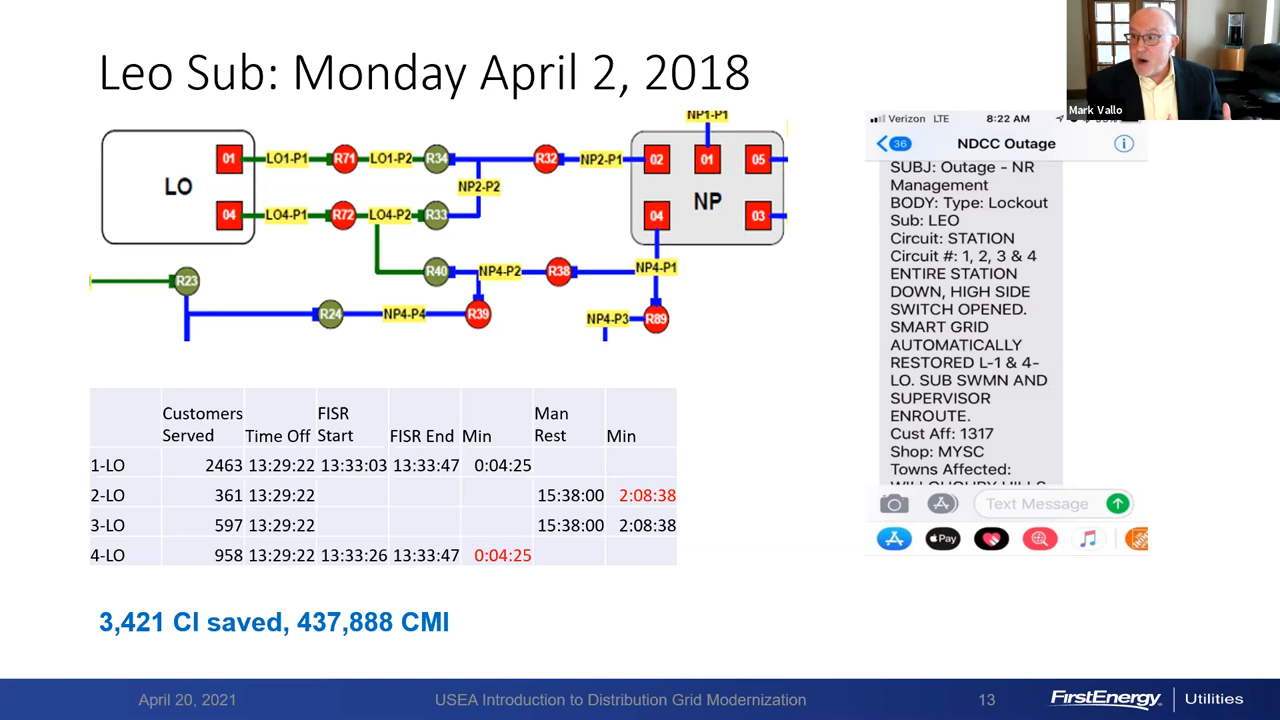 Leo Sub: Monday April 2, 2018
Mark Vallo
NP1-P1
01 LO1-P1 R71 LO1-P2 R34 R32 NP2-P1 02 01 05
LO NP2-P2 NP
04 LO4-P1 R72 LO4-P2 R33 04 03
R23 R40 NP4-P2 R38 NP4-P1
R24 NP4-P4 R39 NP4-P3 R89
Customers Served Time Off FISR Start FISR End Min Man Rest Min
1-LO 2463 13:29:22 13:33:03 13:33:47 0:04:25
2-LO 361 13:29:22 15:38:00 2:08:38
3-LO 597 13:29:22 15:38:00 2:08:38
4-LO 958 13:29:22 13:33:26 13:33:47 0:04:25
3,421 CI saved, 437,888 CMI
Verizon LTE 8:22 AM
36 NDCC Outage
SUBJ: Outage - NR
Management
BODY: Type: Lockout
Sub: LEO
Circuit: STATION
Circuit #: 1, 2, 3 & 4
ENTIRE STATION
DOWN, HIGH SIDE
SWITCH OPENED.
SMART GRID
AUTOMATICALLY
RESTORED L-1 & 4-
LO. SUB SWMN AND
SUPERVISOR
ENROUTE.
Cust Aff: 1317
Shop: MYSC
Towns Affected:
Text Message
Pay
April 20, 2021 USEA Introduction to Distribution Grid Modernization 13 FirstEnergy Utilities